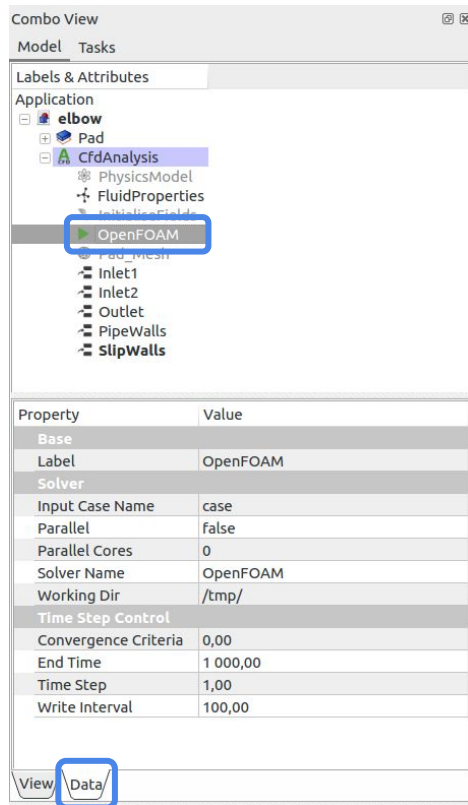 Combo View
Model Tasks
Labels & Attributes
Application
elbow
Pad
CfdAnalysis
PhysicsModel
FluidProperties
InitialiseFields
OpenFOAM
Pad_Mesh
Inlet1
Inlet2
Outlet
PipeWalls
SlipWalls
Property Value
Base
Label OpenFOAM
Solver
Input Case Name case
Parallel false
Parallel Cores 0
Solver Name OpenFOAM
Working Dir /tmp/
Time Step Control
Convergence Criteria 0,00
End Time 1 000,00
Time Step 1,00
Write Interval 100,00
View Data